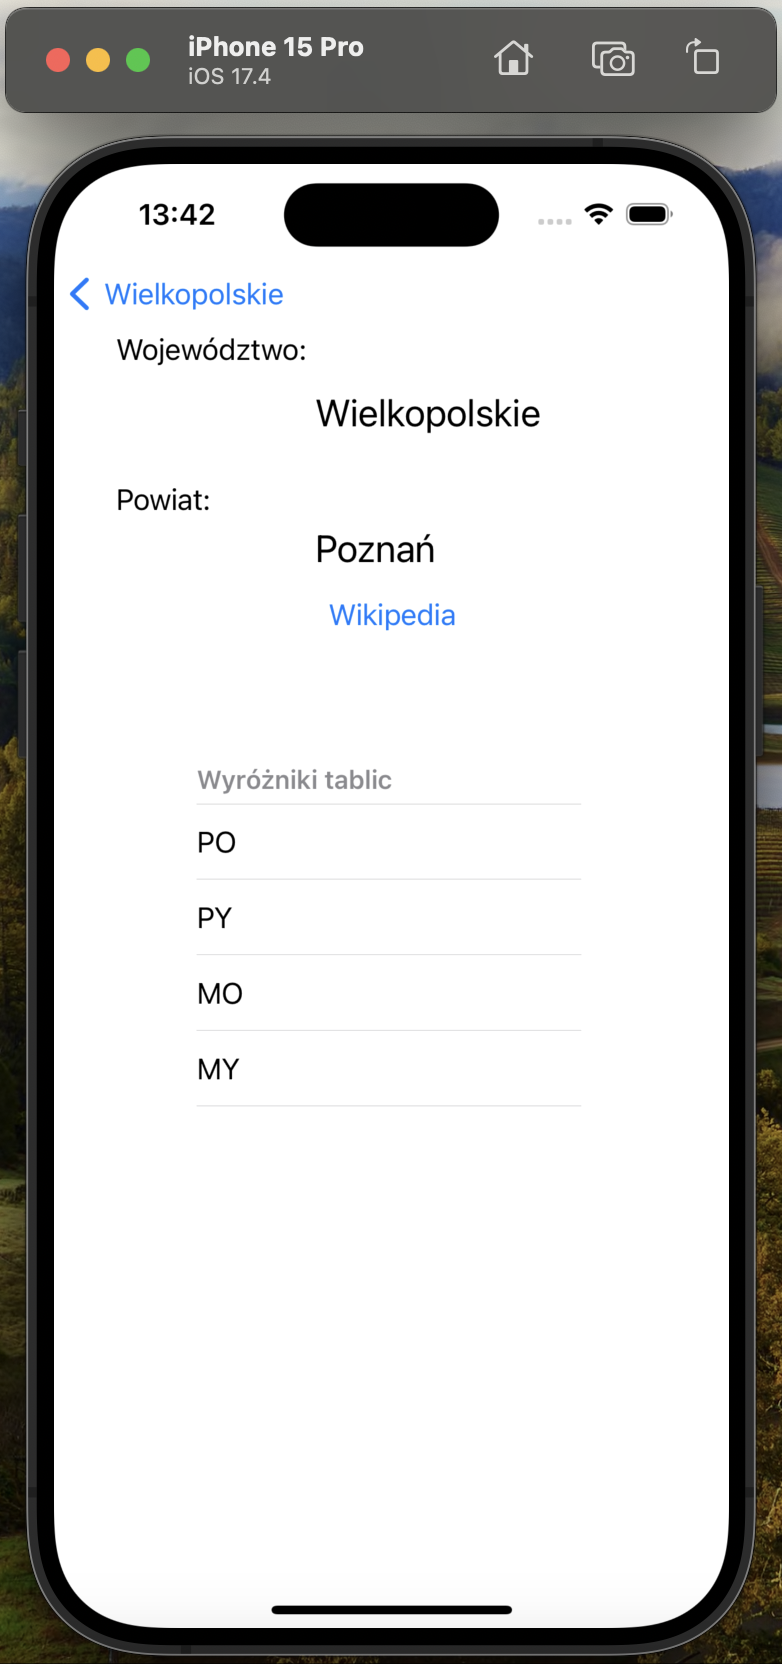 iPhone 15 Pro
iOS 17.4
13:42
Wielkopolskie
Województwo:
Wielkopolskie
Powiat:
Poznań
Wikipedia
Wyróżniki tablic
PO
PY
MO
MY